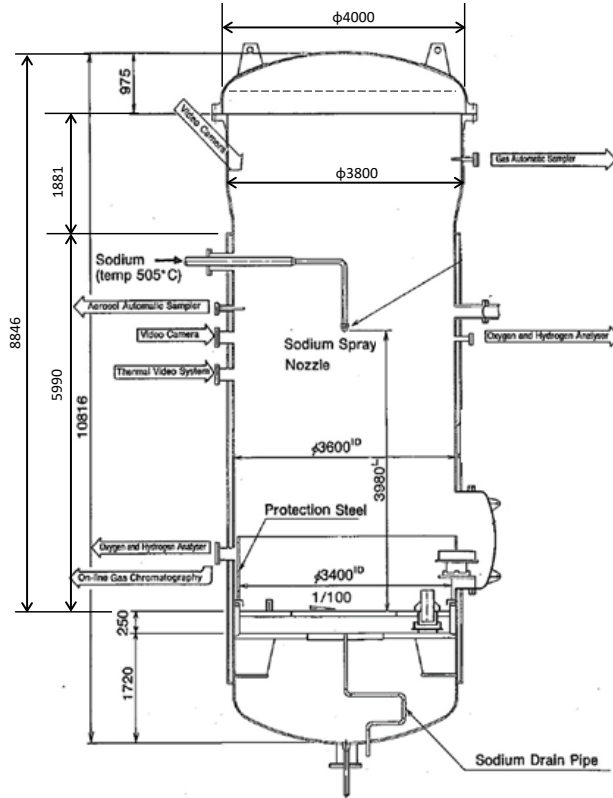 ϕ4000
975
Video Camera
Gas Automatic Sampler
1881
ϕ3800
Sodium
(temp 505°C)
Aerosol Automatic Sampler
Video Camera
Sodium Spray
Nozzle
Oxygen and Hydrogen Analyser
8846
5990
10816
Thermal Video System
ϕ3600ID
3980L
Protection Steel
Oxygen and Hydrogen Analyser
ϕ3400ID
On-line Gas Chromatography
1/100
250
1720
Sodium Drain Pipe